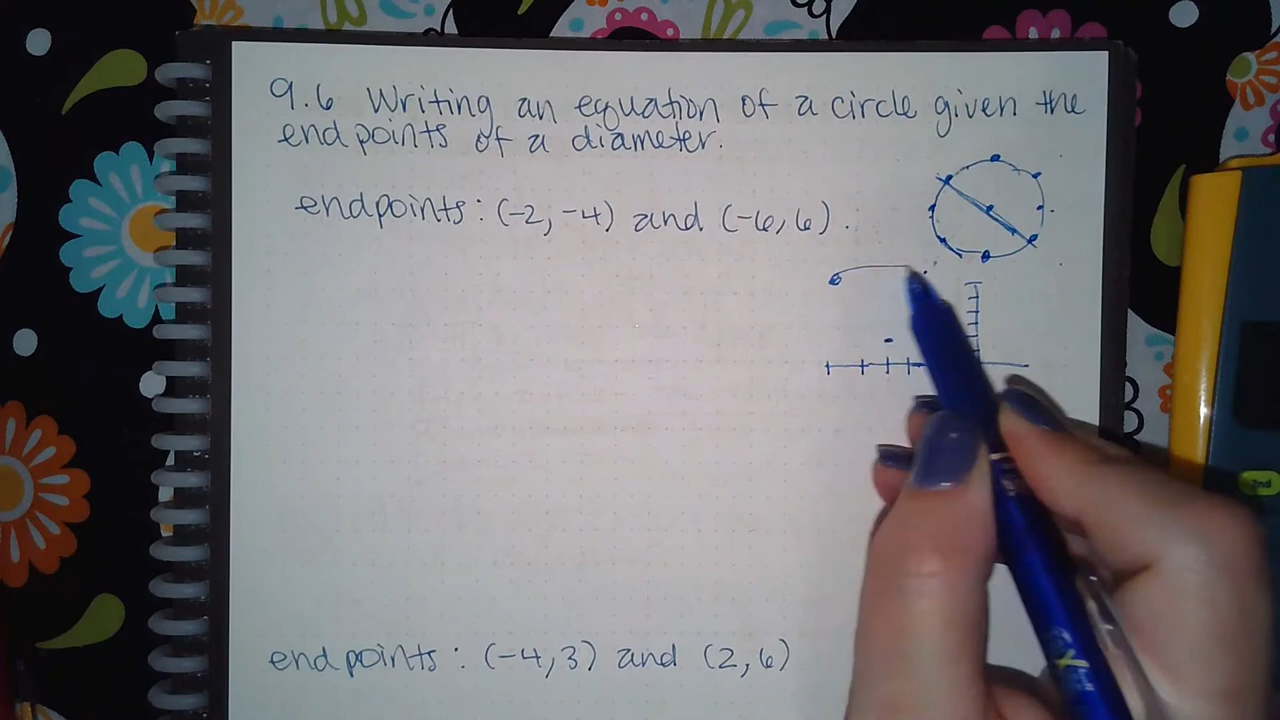 9.6 Writing an equation of a circle given the
endpoints of a diameter.
endpoints: (-2, -4) and (-6, 6).
endpoints: (-4, 3) and (2, 6)
2nd